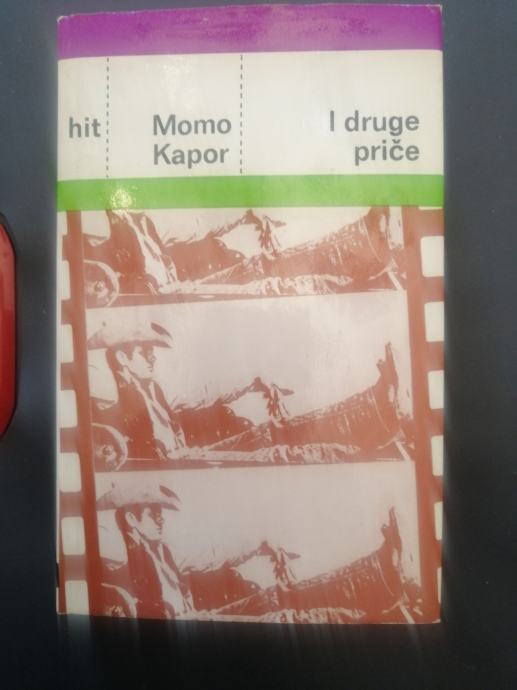 hit
Momo
Kapor
I druge
priče